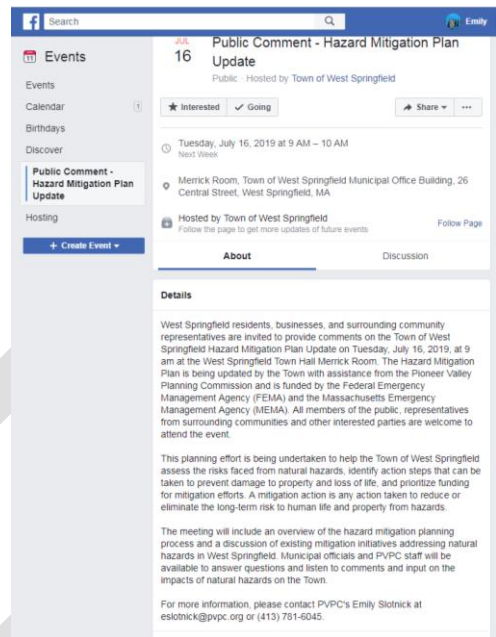 f Search Emily
Events
Events
Calendar 1
Birthdays
Discover
Public Comment -
Hazard Mitigation Plan
Update
Hosting
+ Create Event
JUL
16
Public Comment - Hazard Mitigation Plan
Update
Public · Hosted by Town of West Springfield
Interested Going Share ...
Tuesday, July 16, 2019 at 9 AM – 10 AM
Next Week
Merrick Room, Town of West Springfield Municipal Office Building, 26
Central Street, West Springfield, MA
Hosted by Town of West Springfield
Follow the page to get more updates of future events
Follow Page
About Discussion
Details
West Springfield residents, businesses, and surrounding community
representatives are invited to provide comments on the Town of West
Springfield Hazard Mitigation Plan Update on Tuesday, July 16, 2019, at 9
am at the West Springfield Town Hall Merrick Room. The Hazard Mitigation
Plan is being updated by the Town with assistance from the Pioneer Valley
Planning Commission and is funded by the Federal Emergency
Management Agency (FEMA) and the Massachusetts Emergency
Management Agency (MEMA). All members of the public, representatives
from surrounding communities and other interested parties are welcome to
attend the event.
This planning effort is being undertaken to help the Town of West Springfield
assess the risks faced from natural hazards, identify action steps that can be
taken to prevent damage to property and loss of life, and prioritize funding
for mitigation efforts. A mitigation action is any action taken to reduce or
eliminate the long-term risk to human life and property from hazards.
The meeting will include an overview of the hazard mitigation planning
process and a discussion of existing mitigation initiatives addressing natural
hazards in West Springfield. Municipal officials and PVPC staff will be
available to answer questions and listen to comments and input on the
impacts of natural hazards on the Town.
For more information, please contact PVPC's Emily Slotnick at
eslotnick@pvpc.org or (413) 781-6045.